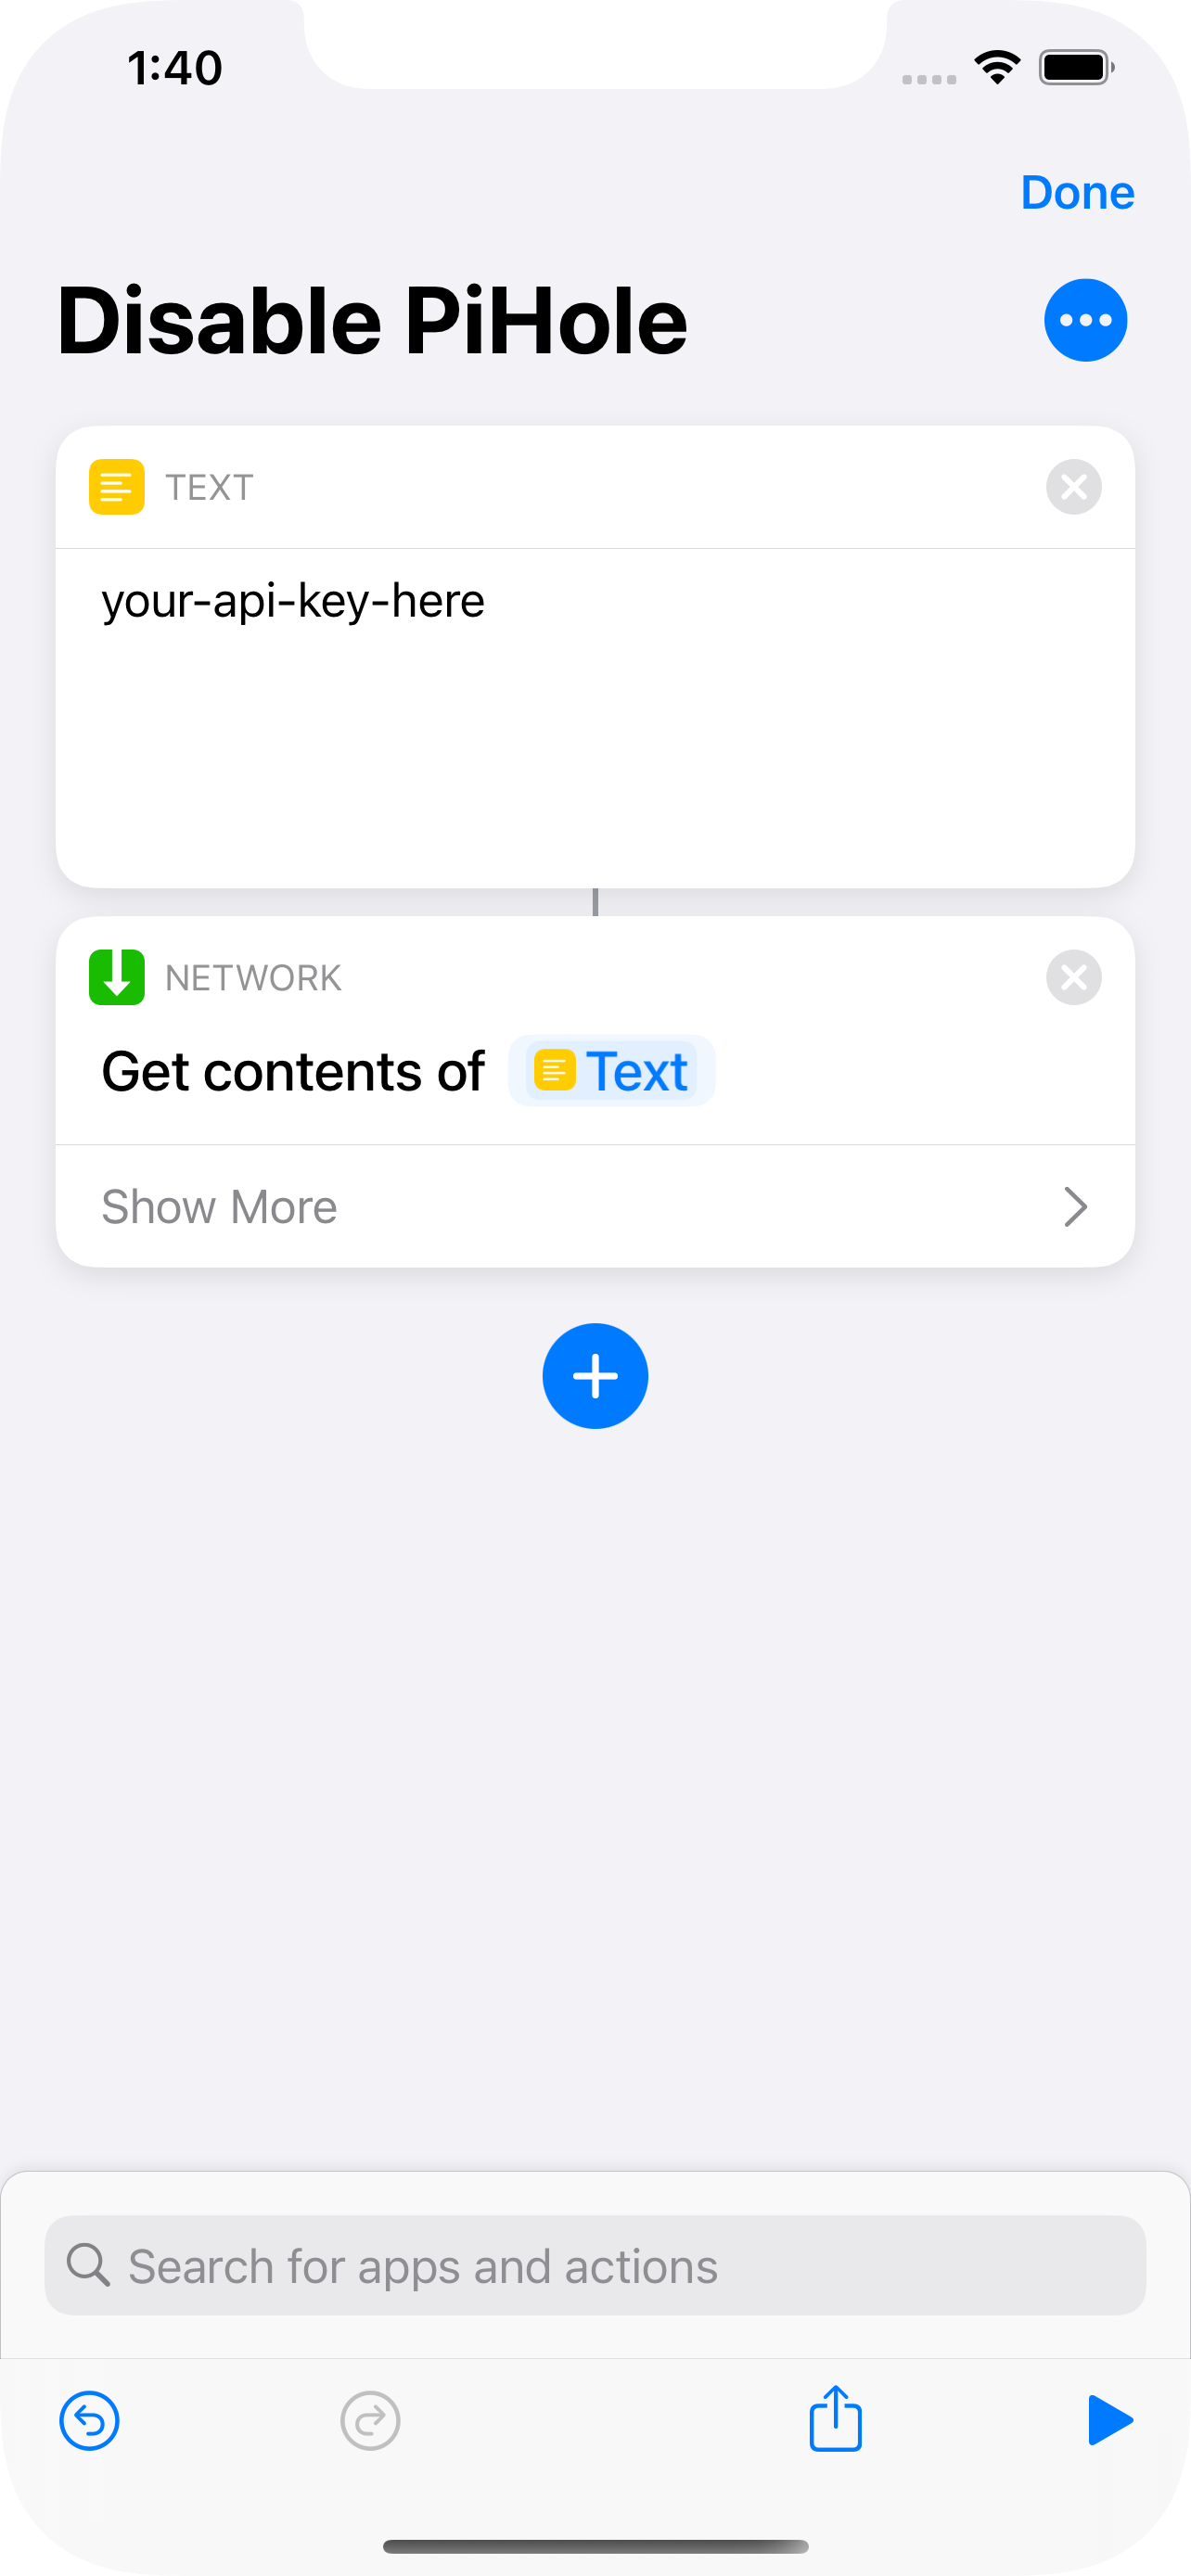 1:40
Done
Disable PiHole
TEXT
your-api-key-here
NETWORK
Get contents of Text
Show More
Search for apps and actions